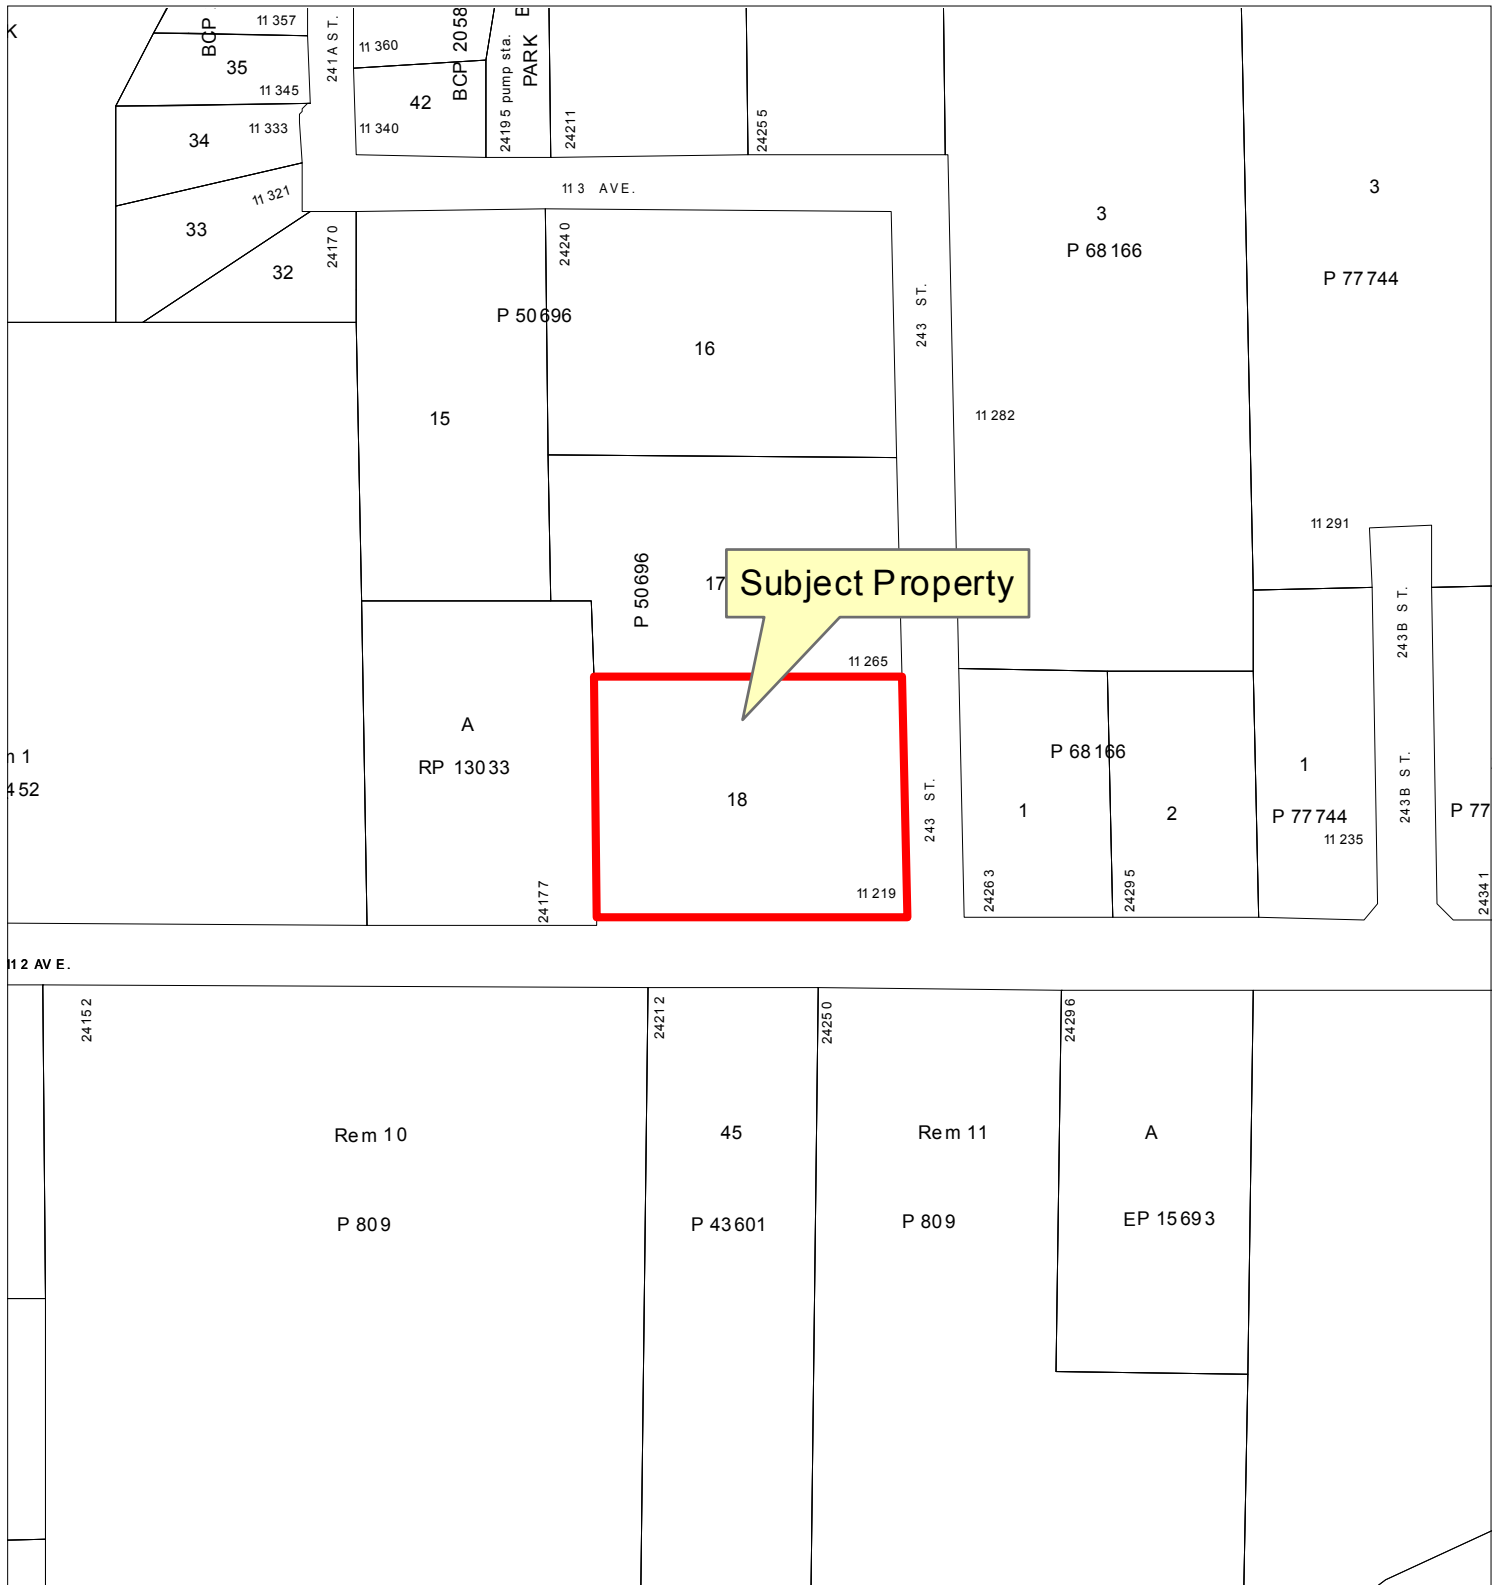 K
BCP
11 357
35
11 345
241A ST.
11 360
42
BCP 2058
24195 pump sta.
PARK
34
11 333
11 340
24211
24255
11 321
33
32
24170
113 AVE.
3
P 68166
3
P 77744
24240
P 50696
16
15
243 ST.
11 282
11 291
P 50696
17
Subject Property
11 265
243B ST.
A
RP 13033
18
243 ST.
P 68166
1
2
1
P 77744
11 235
243B ST.
P 77
1
452
24177
11 219
24263
24295
24341
112 AVE.
24152
24212
24250
24296
Rem 10
45
Rem 11
A
P 809
P 43601
P 809
EP 15693